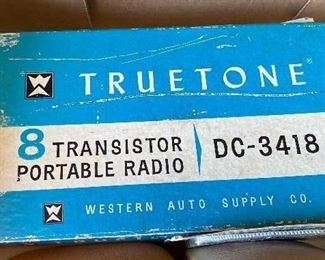 W TRUETONE®
8 TRANSISTOR
PORTABLE RADIO
DC-3418
W WESTERN AUTO SUPPLY CO.